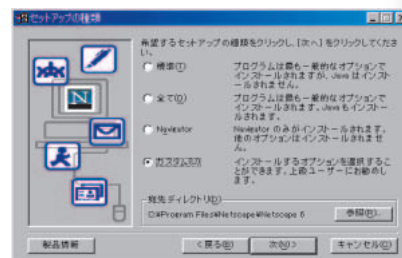 セットアップの種類
希望するセットアップの種類をクリックし、[次へ] をクリックしてくださ
い。
標準(T)
プログラムは最も一般的なオプションで
インストールされますが、Java はインスト
ールされません。
全て(O)
プログラムは最も一般的なオプションで
インストールされます。Java もインストー
ルされます。
Navigator
Navigator のみがインストールされます。
他のオプションはインストールされませ
ん。
カスタム(U)
インストールするオプションを選択するこ
とができます。上級ユーザーにお勧めし
ます。
宛先ディレクトリ(D)
C:¥Program Files¥Netscape¥Netscape 6
参照(R)...
製品情報
< 戻る(B)
次(N)>
キャンセル(C)